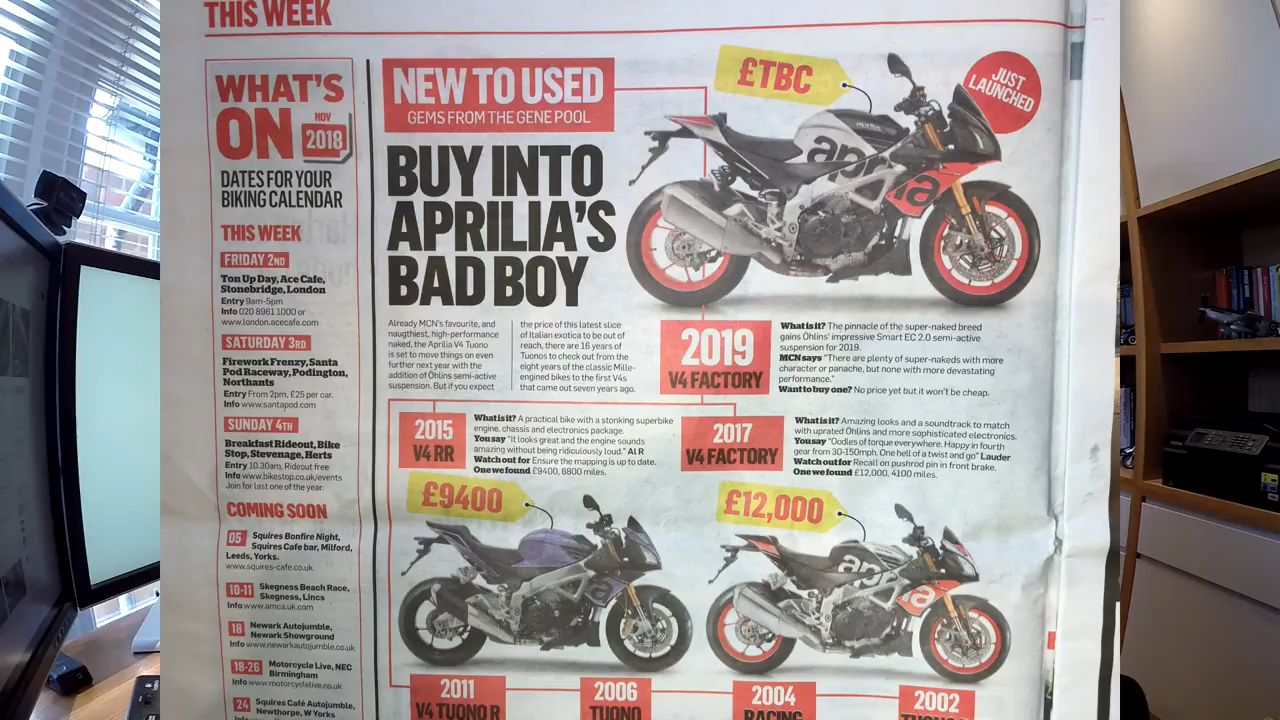 THIS WEEK
WHAT'S
ON
NOV
2018
DATES FOR YOUR
BIKING CALENDAR
THIS WEEK
FRIDAY 2ND
Ton Up Day, Ace Cafe,
Stonebridge, London
Entry 9am-5pm
Info 020 8961 1000 or
www.london.acecafe.com
SATURDAY 3RD
Firework Frenzy, Santa
Pod Raceway, Podington,
Northants
Entry From 2pm, £25 per car.
Info www.santapod.com
SUNDAY 4TH
Breakfast Rideout, Bike
Stop, Stevenage, Herts
Entry 10.30am, Rideout free
Info www.bikestop.co.uk/events
Join for last one of the year.
COMING SOON
05 Squires Bonfire Night,
Squires Cafe bar, Milford,
Leeds, Yorks.
www.squires-cafe.co.uk
10-11 Skegness Beach Race,
Skegness, Lincs
Info www.amca.uk.com
18 Newark Autojumble,
Newark Showground
Info www.newarkautojumble.co.uk
18-26 Motorcycle Live, NEC
Birmingham
Info www.motorcyclelive.co.uk
24 Squires Café Autojumble,
Newthorpe, W Yorks
NEW TO USED
GEMS FROM THE GENE POOL
BUY INTO
APRILIA'S
BAD BOY
Already MCN's favourite, and
naughtiest, high-performance
naked, the Aprilia V4 Tuono
is set to move things on even
further next year with the
addition of Öhlins semi-active
suspension. But if you expect
the price of this latest slice
of Italian exotica to be out of
reach, there are 16 years of
Tuonos to check out from the
eight years of the classic Mille-
engined bikes to the first V4s
that came out seven years ago.
£TBC
JUST
LAUNCHED
2019
V4 FACTORY
What is it? The pinnacle of the super-naked breed
gains Öhlins' impressive Smart EC 2.0 semi-active
suspension for 2019.
MCN says "There are plenty of super-nakeds with more
character or panache, but none with more devastating
performance."
Want to buy one? No price yet but it won't be cheap.
2015
V4 RR
What is it? A practical bike with a stonking superbike
engine, chassis and electronics package.
You say "It looks great and the engine sounds
amazing without being ridiculously loud." Al R
Watch out for Ensure the mapping is up to date.
One we found £9400, 6800 miles.
£9400
2017
V4 FACTORY
What is it? Amazing looks and a soundtrack to match
with uprated Öhlins and more sophisticated electronics.
You say "Oodles of torque everywhere. Happy in fourth
gear from 30-150mph. One hell of a twist and go" Lauder
Watch out for Recall on pushrod pin in front brake.
One we found £12,000, 4100 miles.
£12,000
2011
V4 TUONO R
2006
TUONO
2004
RACING
2002